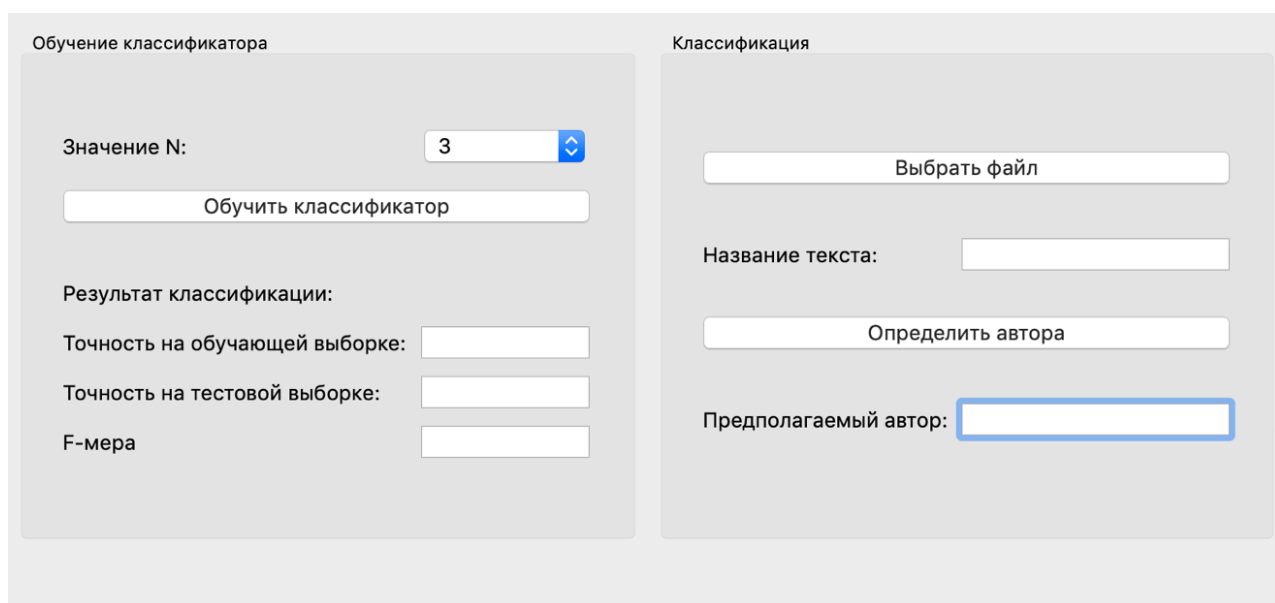 Обучение классификатора
Значение N:
3
Обучить классификатор
Результат классификации:
Точность на обучающей выборке:
Точность на тестовой выборке:
F-мера
Классификация
Выбрать файл
Название текста:
Определить автора
Предполагаемый автор: